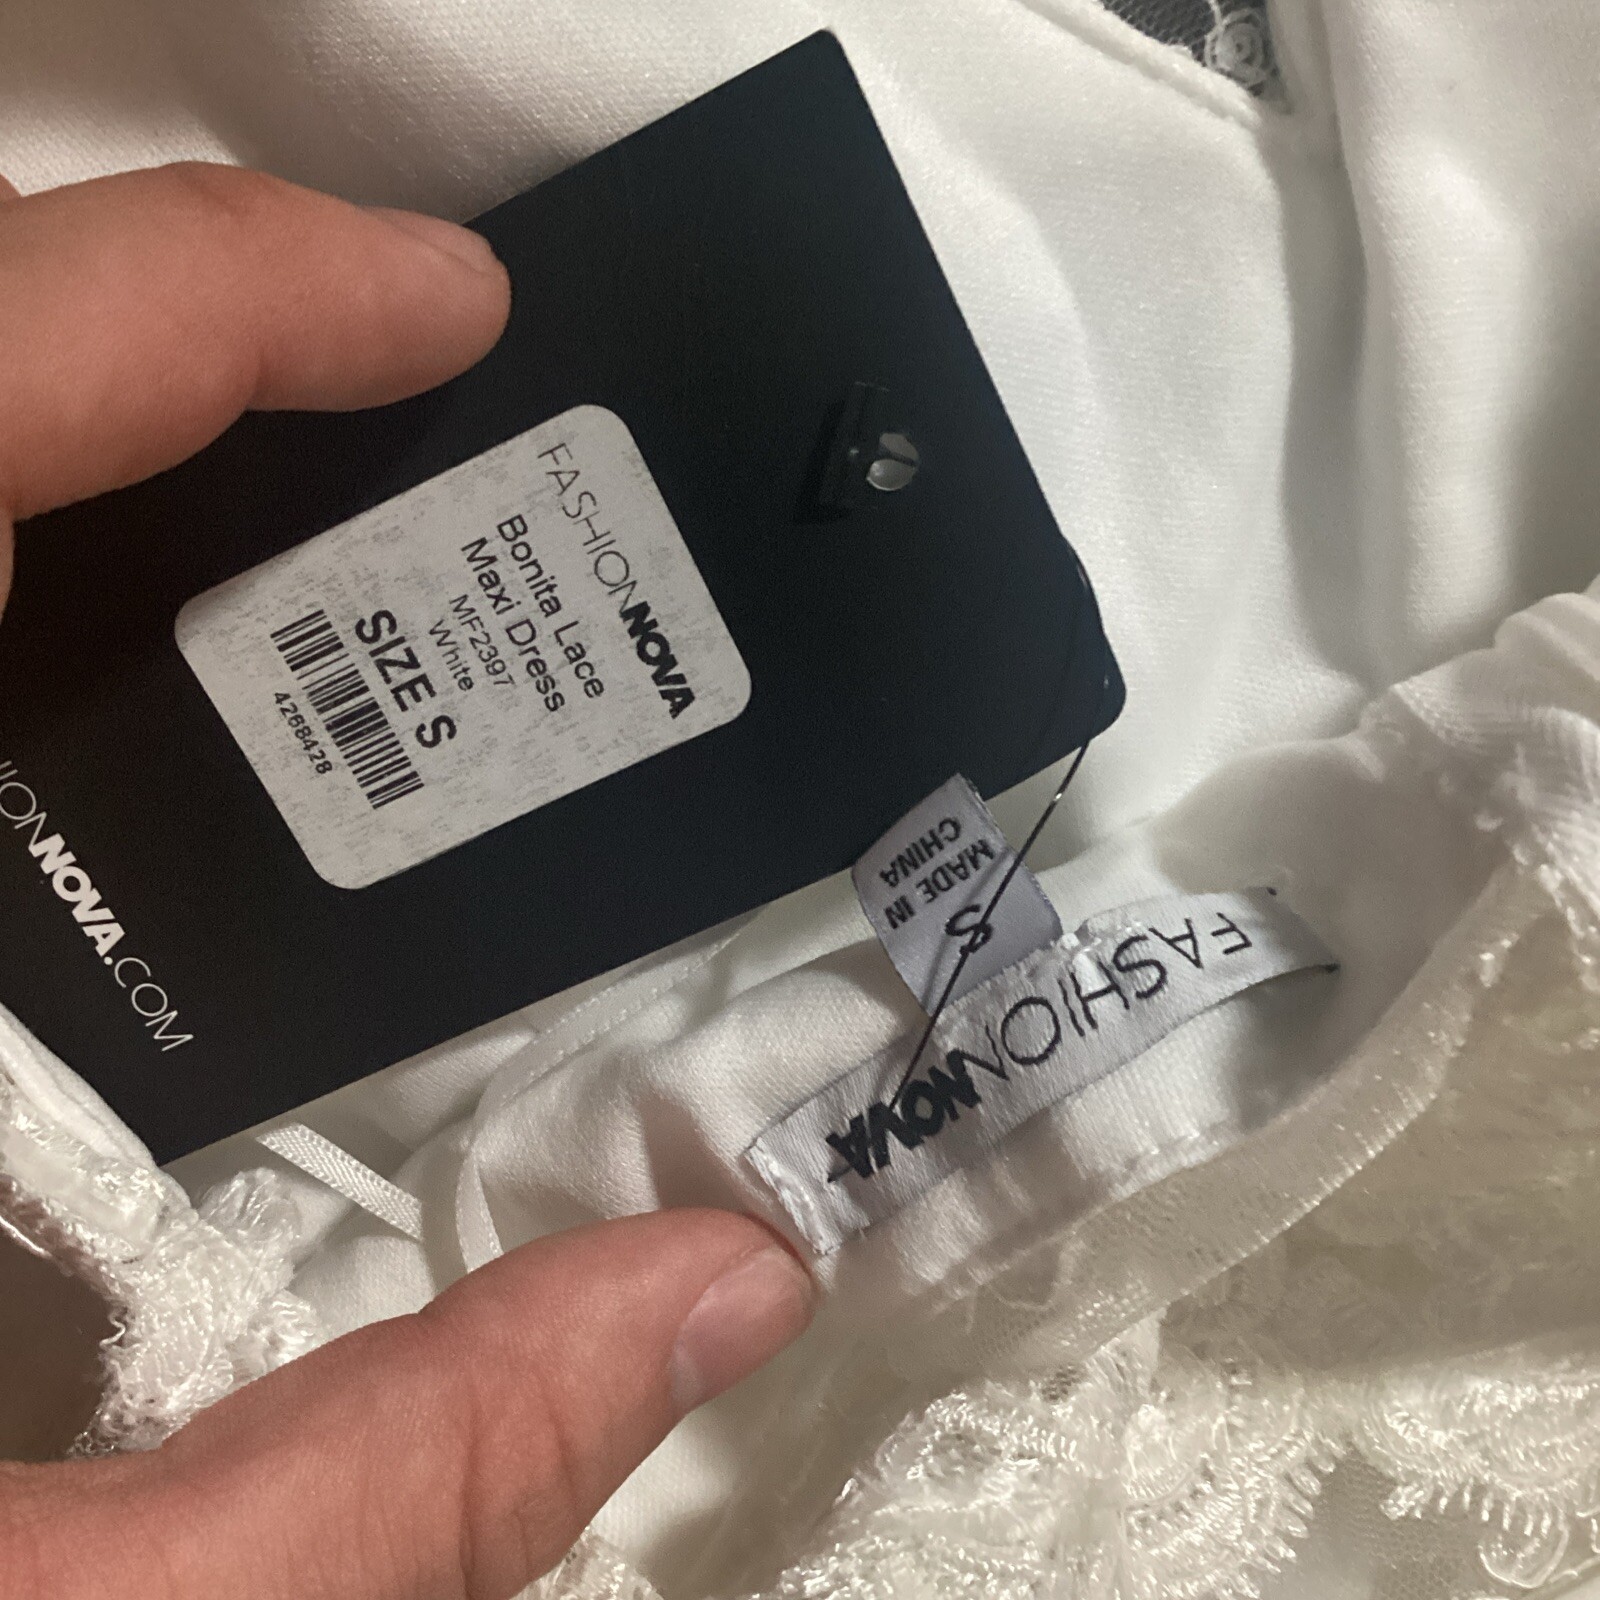 FASHIONNOVA
Bonita Lace
Maxi Dress
MF2397
White
SIZE S
4268428
IONNOVA.COM
MADE IN
CHINA
S
FASHIONNOVA